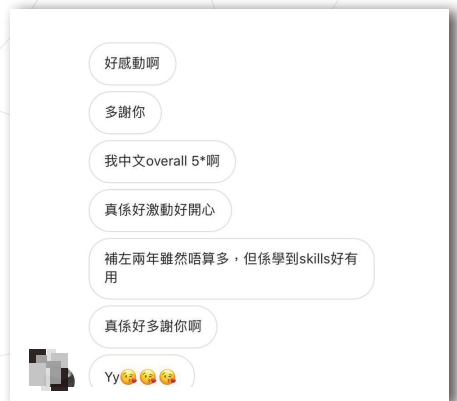 好感動啊
多謝你
我中文overall 5*啊
真係好激動好開心
補左兩年雖然唔算多，但係學到skills好有
用
真係好多謝你啊
Yy😘😘😘